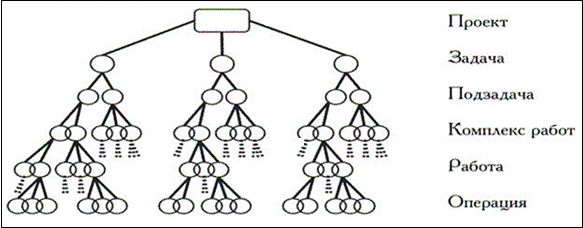 Проект
Задача
Подзадача
Комплекс работ
Работа
Операция